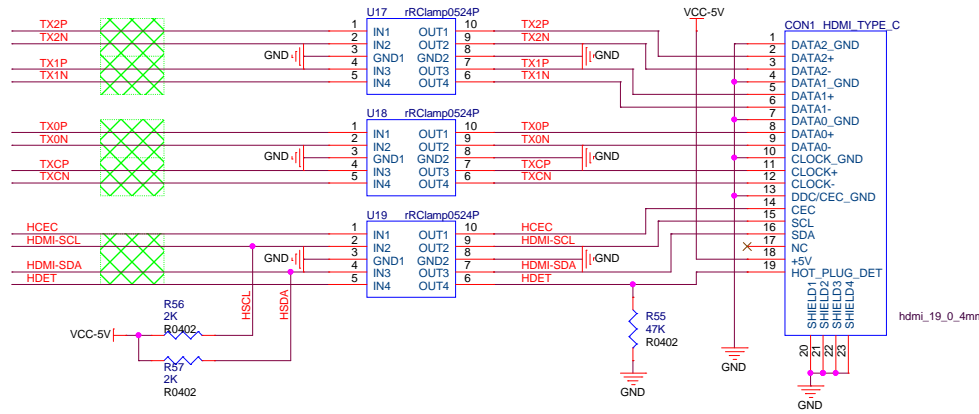 U17 rRClamp0524P
TX2P 1 IN1 OUT1 10 TX2P
TX2N 2 IN2 OUT2 9 TX2N
GND 3 GND1 GND2 8 GND
TX1P 4 IN3 OUT3 7 TX1P
TX1N 5 IN4 OUT4 6 TX1N
U18 rRClamp0524P
TX0P 1 IN1 OUT1 10 TX0P
TX0N 2 IN2 OUT2 9 TX0N
GND 3 GND1 GND2 8 GND
TXCP 4 IN3 OUT3 7 TXCP
TXCN 5 IN4 OUT4 6 TXCN
U19 rRClamp0524P
HCEC 1 IN1 OUT1 10 HCEC
HDMI-SCL 2 IN2 OUT2 9 HDMI-SCL
GND 3 GND1 GND2 8 GND
HDMI-SDA 4 IN3 OUT3 7 HDMI-SDA
HDET 5 IN4 OUT4 6 HDET
HSCL
HSDA
VCC-5V
R56
2K
R0402
R57
2K
R0402
R55
47K
R0402
GND
VCC-5V
CON1 HDMI_TYPE_C
1 DATA2_GND
2 DATA2+
3 DATA2-
4 DATA1_GND
5 DATA1+
6 DATA1-
7 DATA0_GND
8 DATA0+
9 DATA0-
10 CLOCK_GND
11 CLOCK+
12 CLOCK-
13 DDC/CEC_GND
14 CEC
15 SCL
16 SDA
17 NC
18 +5V
19 HOT_PLUG_DET
SHIELD1
SHIELD2
SHIELD3
SHIELD4
20
21
22
23
hdmi_19_0_4mm
GND
GND